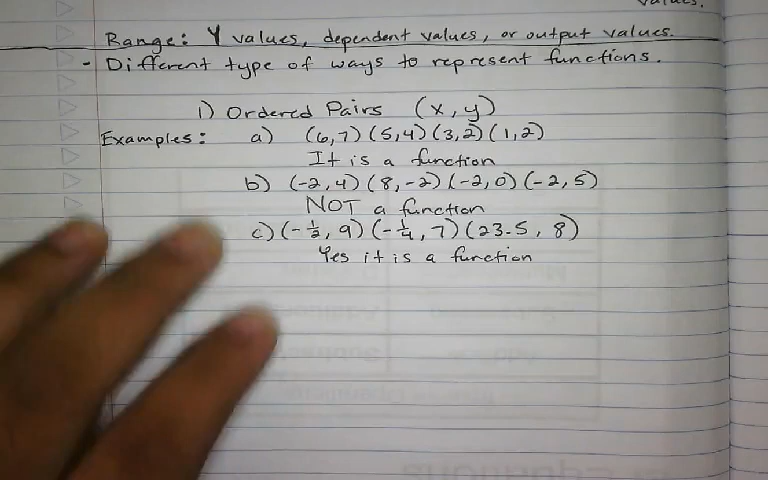 values.
Range: Y values, dependent values, or output values.
- Different type of ways to represent functions.
1) Ordered Pairs (x,y)
Examples: a) (6,7) (5,4) (3,2) (1,2)
It is a function
b) (-2,4) (8,-2) (-2,0) (-2,5)
NOT a function
c) (-½, 9) (-¼, 7) (23.5, 8)
Yes it is a function